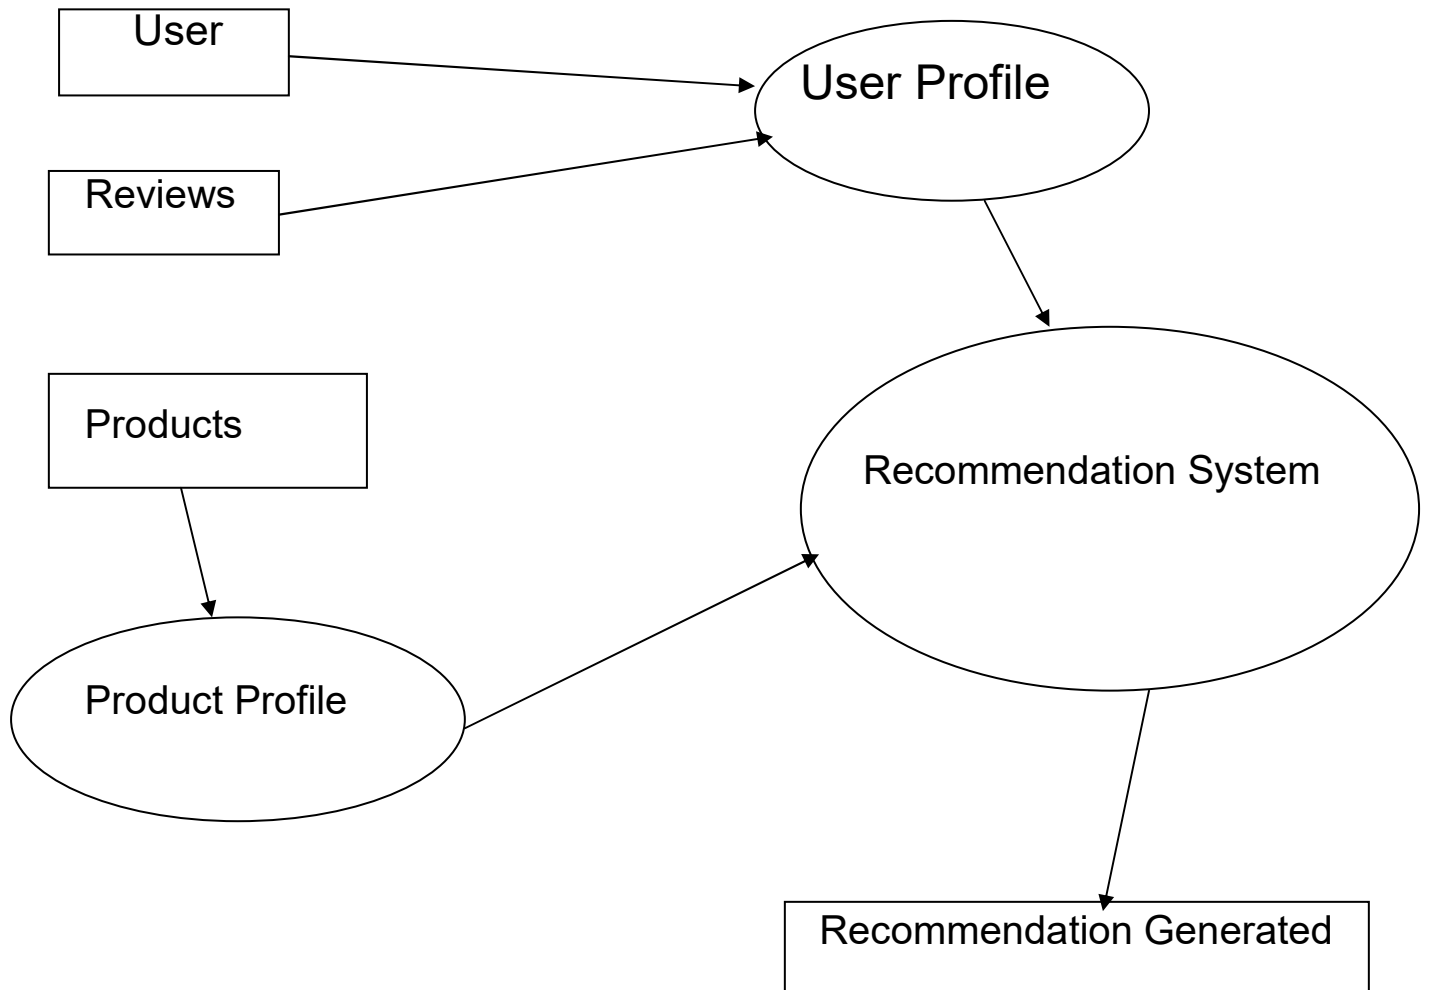 User
User Profile
Reviews
Products
Recommendation System
Product Profile
Recommendation Generated